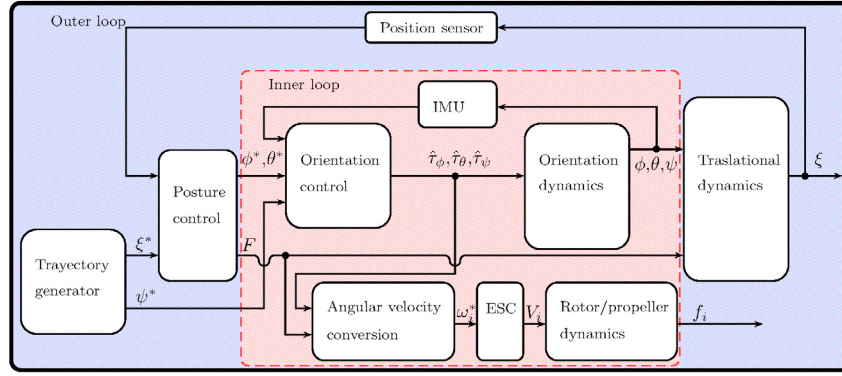 Outer loop
Position sensor
Inner loop
IMU
ϕ*,θ*
Orientation
control
τ̂ϕ,τ̂θ,τ̂ψ
Orientation
dynamics
ϕ,θ,ψ
Traslational
dynamics
ξ
Posture
control
Trayectory
generator
ξ*
ψ*
F
Angular velocity
conversion
ωᵢ*
ESC
Vᵢ
Rotor/propeller
dynamics
fᵢ